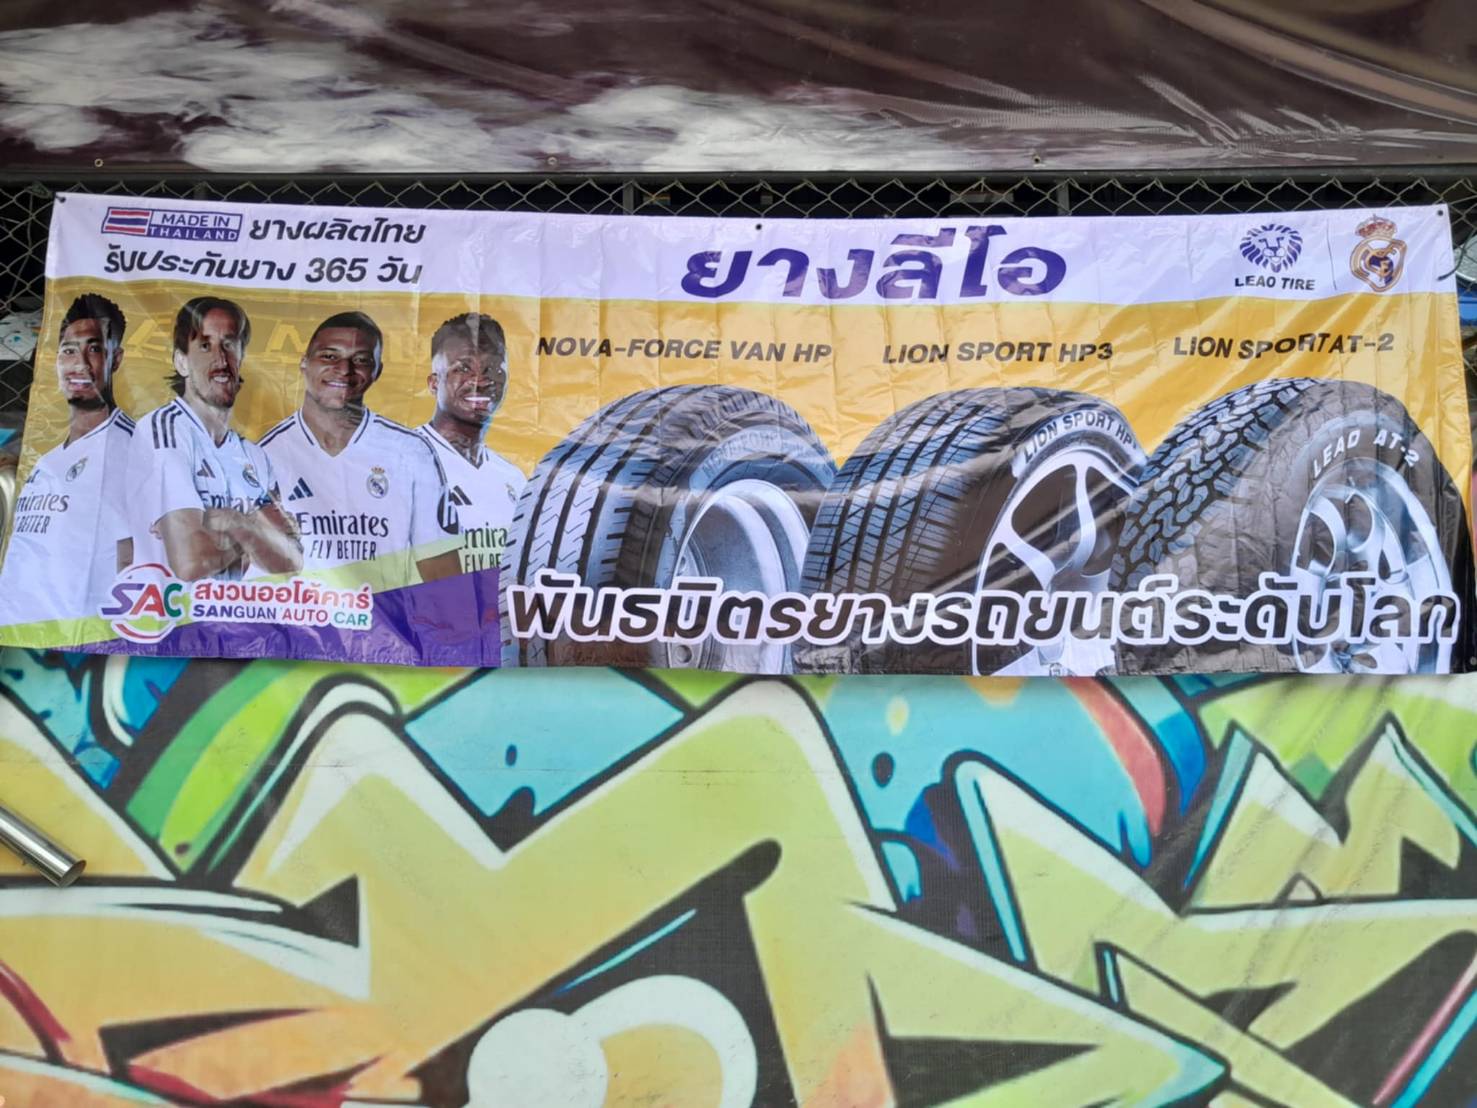 MADE IN THAILAND ยางผลิตไทย
รับประกันยาง 365 วัน
ยางลีโอ
LEAO TIRE
NOVA-FORCE VAN HP
LION SPORT HP3
LION SPORT AT-2
LION SPORT HP
LEAO AT-2
Emirates
FLY BETTER
SAC สงวนออโต้คาร์
SANGUAN AUTO CAR
พันธมิตรยางรถยนต์ระดับโลก